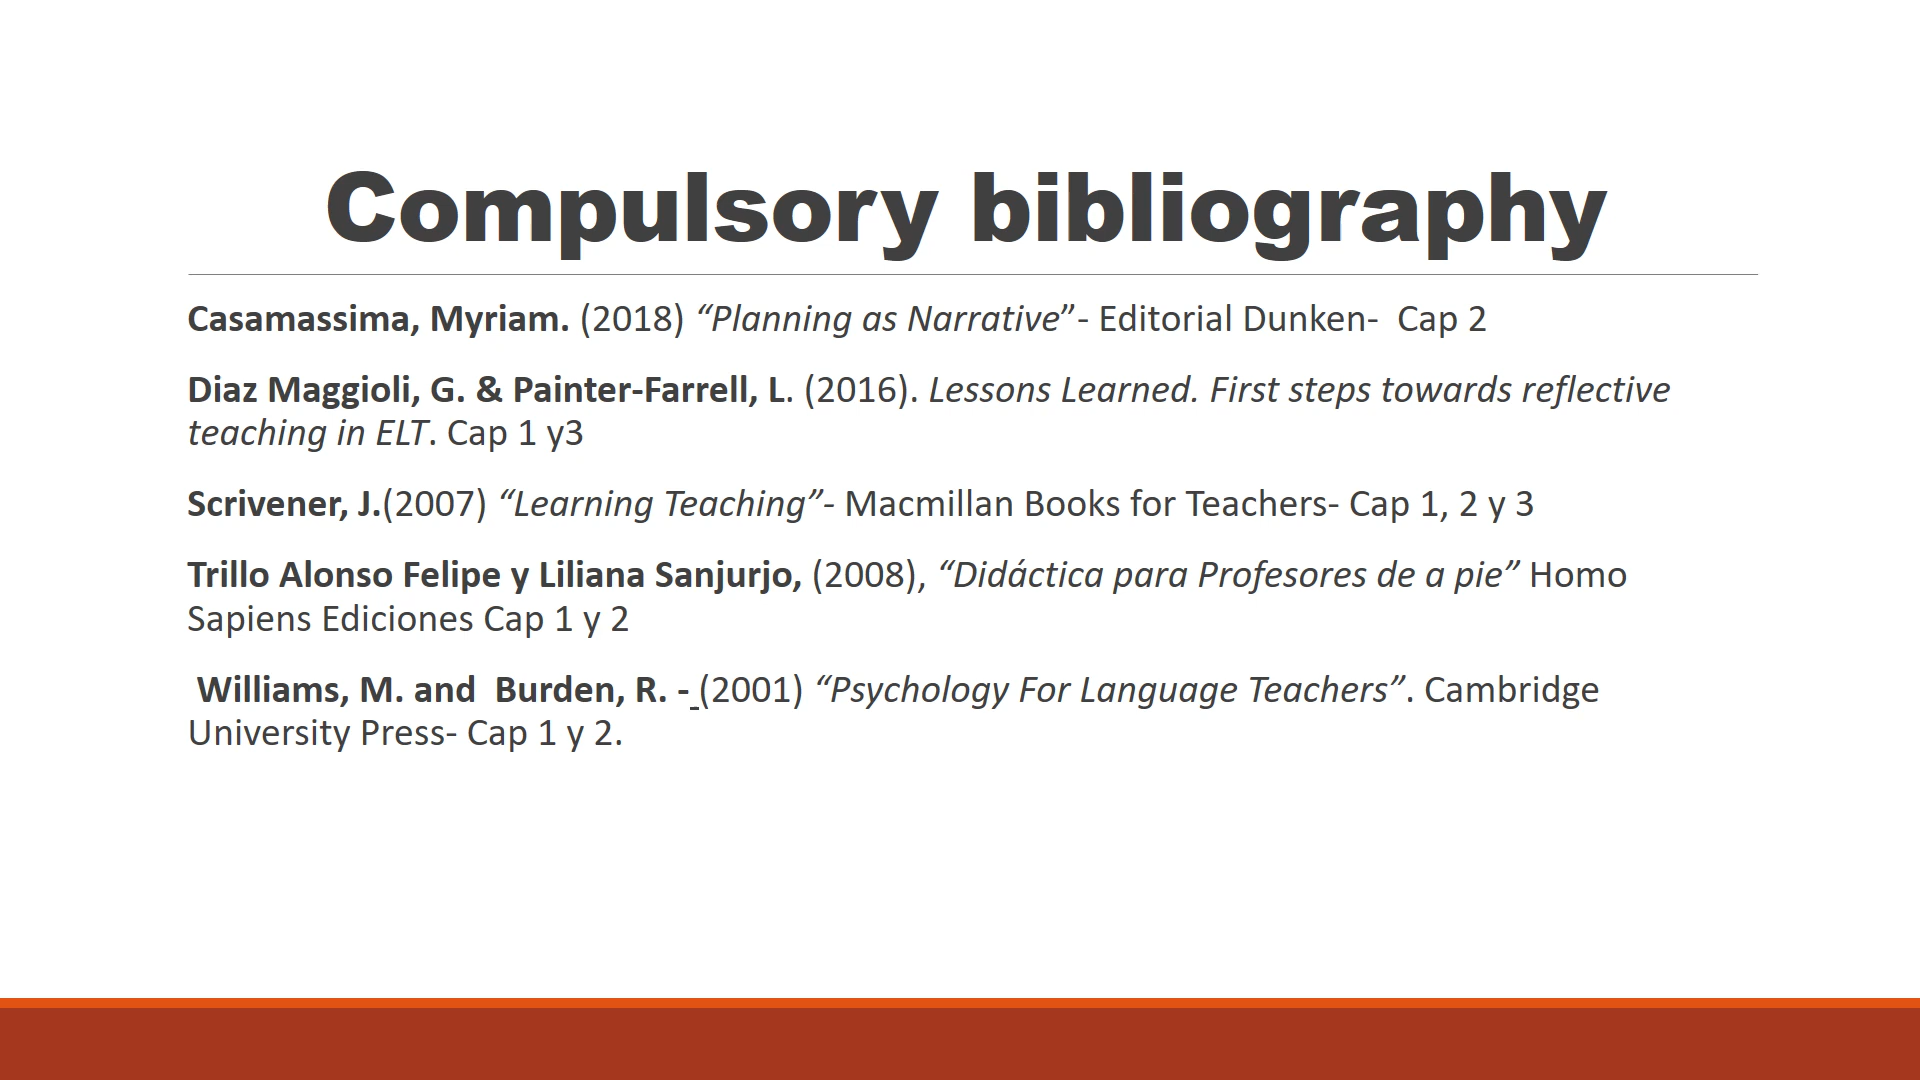 Compulsory bibliography
Casamassima, Myriam. (2018) “Planning as Narrative”- Editorial Dunken-  Cap 2
Diaz Maggioli, G. & Painter-Farrell, L. (2016). Lessons Learned. First steps towards reflective
teaching in ELT. Cap 1 y3
Scrivener, J.(2007) “Learning Teaching”- Macmillan Books for Teachers- Cap 1, 2 y 3
Trillo Alonso Felipe y Liliana Sanjurjo, (2008), “Didáctica para Profesores de a pie” Homo
Sapiens Ediciones Cap 1 y 2
Williams, M. and  Burden, R. - (2001) “Psychology For Language Teachers”. Cambridge
University Press- Cap 1 y 2.